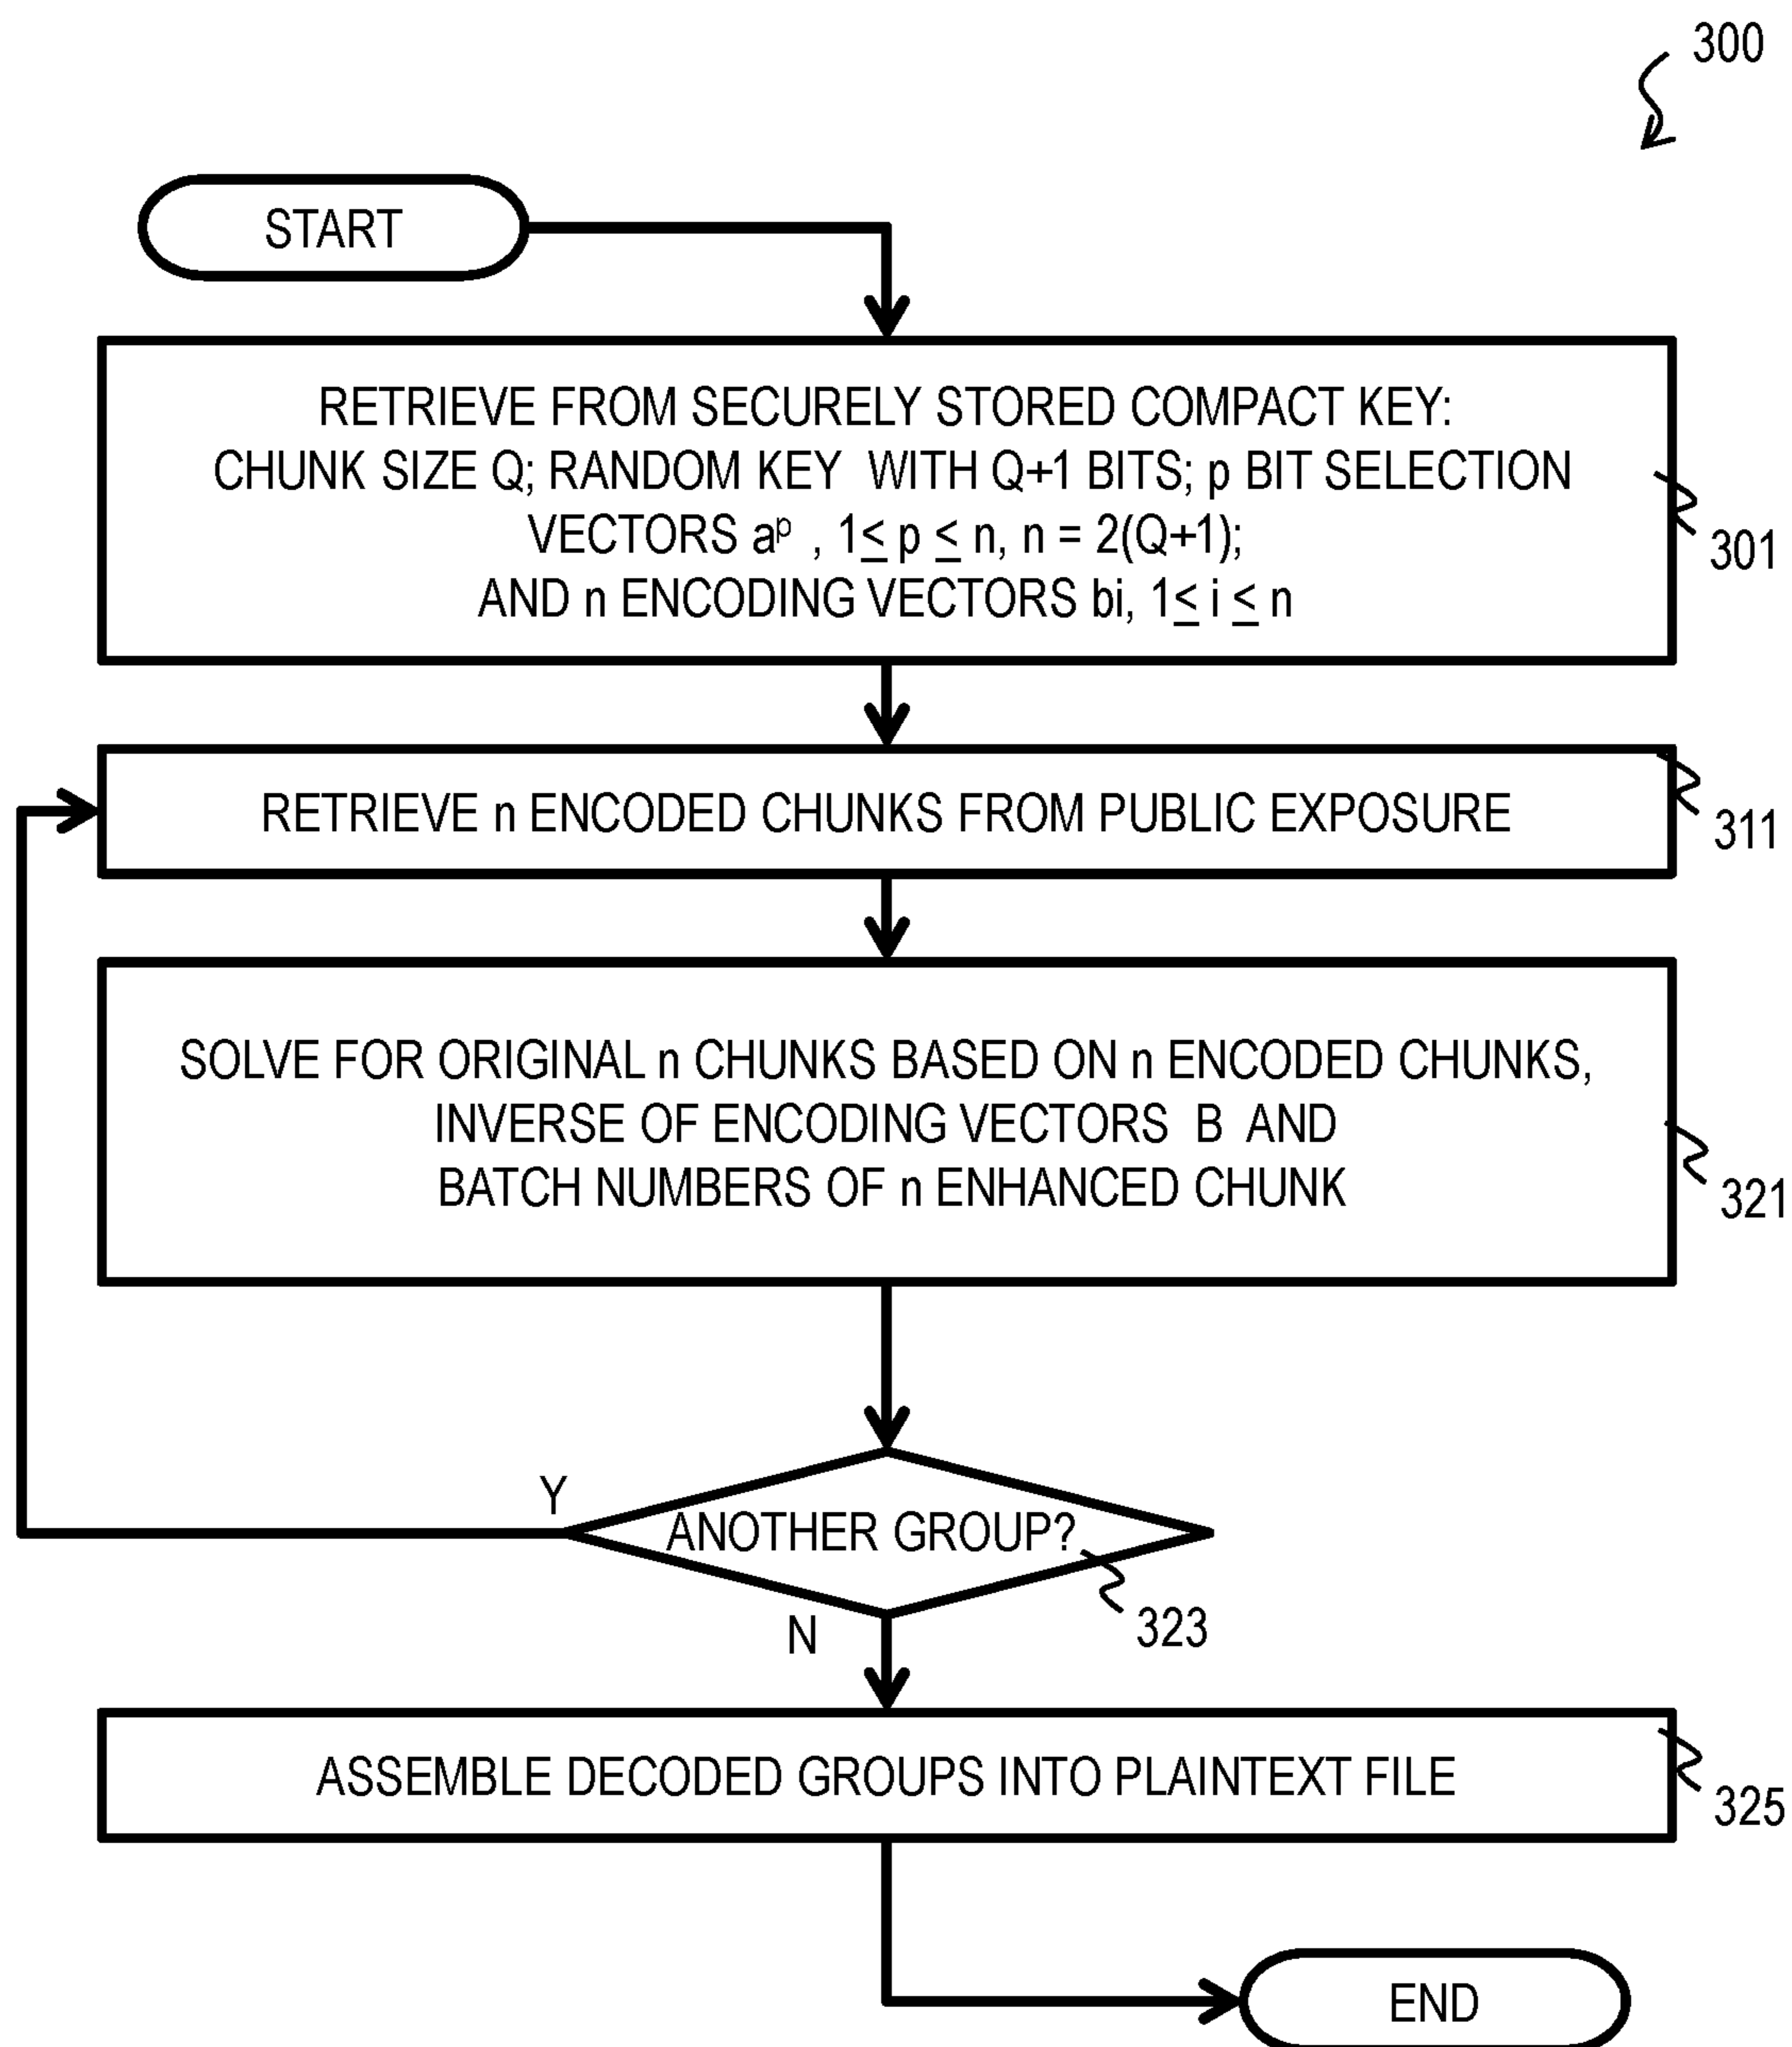 300
START
RETRIEVE FROM SECURELY STORED COMPACT KEY:
CHUNK SIZE Q; RANDOM KEY WITH Q+1 BITS; p BIT SELECTION
VECTORS aᵖ , 1≤ p ≤ n, n = 2(Q+1);
AND n ENCODING VECTORS bi, 1≤ i ≤ n
301
RETRIEVE n ENCODED CHUNKS FROM PUBLIC EXPOSURE
311
SOLVE FOR ORIGINAL n CHUNKS BASED ON n ENCODED CHUNKS,
INVERSE OF ENCODING VECTORS B AND
BATCH NUMBERS OF n ENHANCED CHUNK
321
Y
ANOTHER GROUP?
N
323
ASSEMBLE DECODED GROUPS INTO PLAINTEXT FILE
325
END